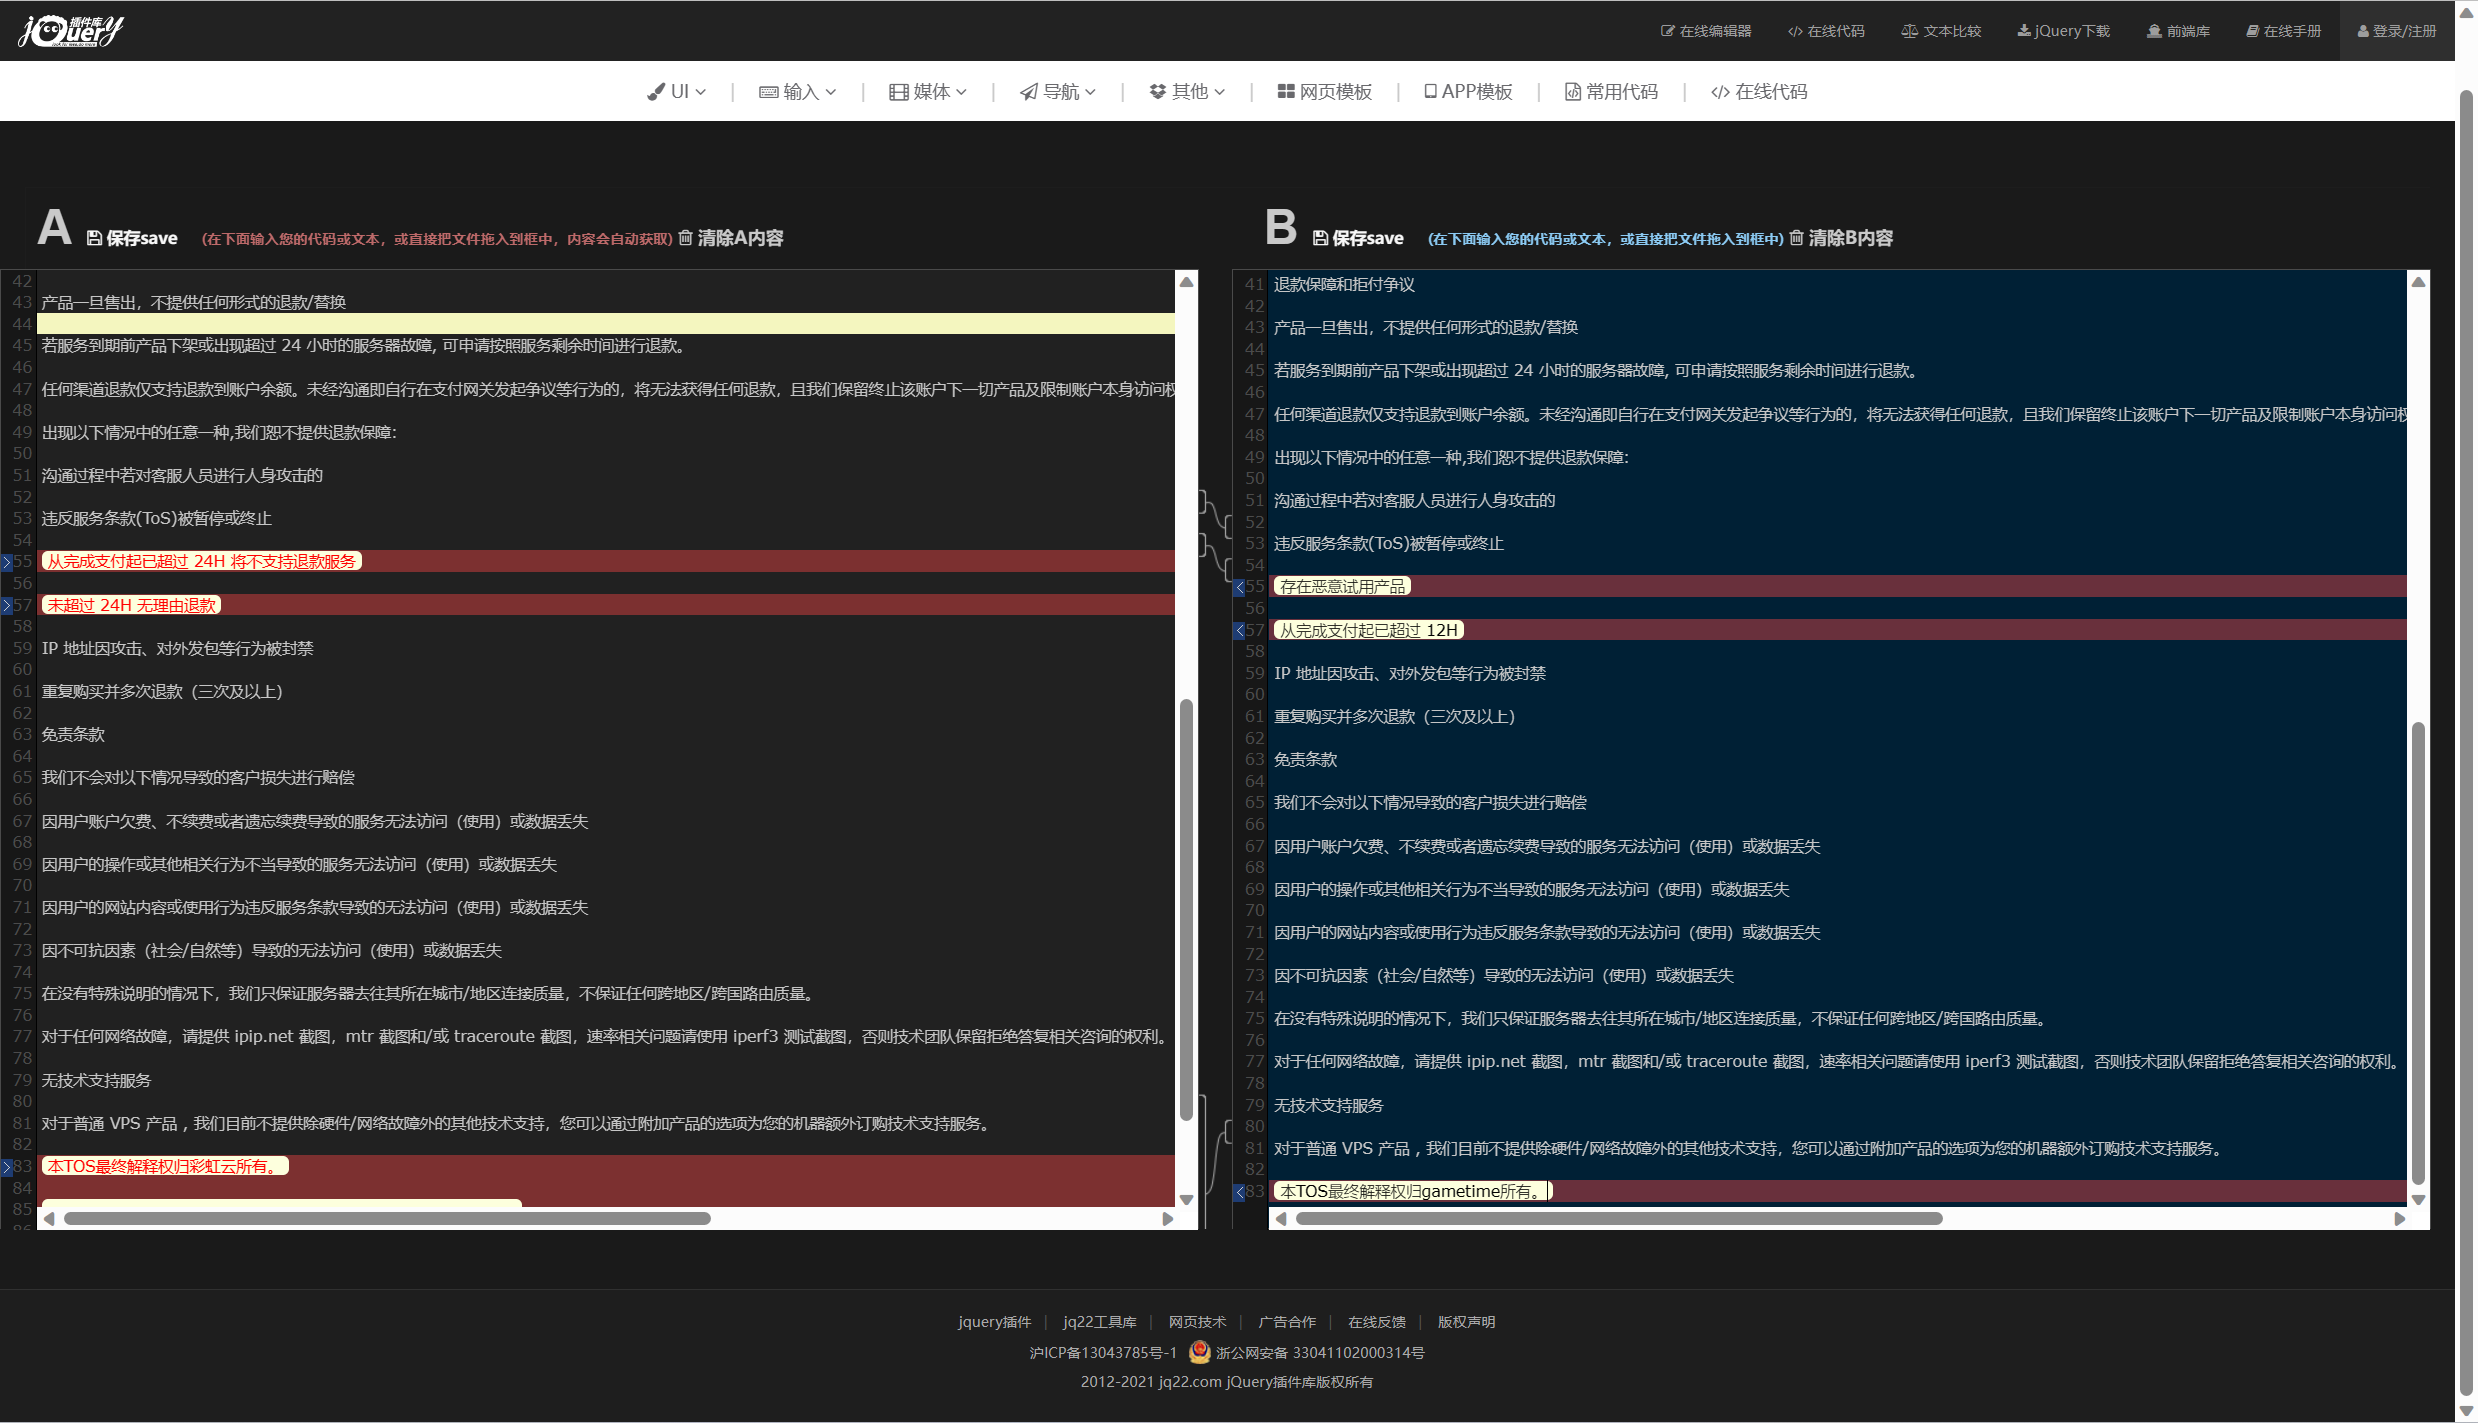 jQuery 插件库
在线编辑器 在线代码 文本比较 jQuery下载 前端库 在线手册 登录/注册
UI | 输入 | 媒体 | 导航 | 其他 | 网页模板 | APP模板 | 常用代码 | 在线代码
A 保存save (在下面输入您的代码或文本，或直接把文件拖入到框中，内容会自动获取) 清除A内容
42
43 产品一旦售出，不提供任何形式的退款/替换
44
45 若服务到期前产品下架或出现超过 24 小时的服务器故障, 可申请按照服务剩余时间进行退款。
46
47 任何渠道退款仅支持退款到账户余额。未经沟通即自行在支付网关发起争议等行为的，将无法获得任何退款，且我们保留终止该账户下一切产品及限制账户本身访问权
48
49 出现以下情况中的任意一种,我们恕不提供退款保障:
50
51 沟通过程中若对客服人员进行人身攻击的
52
53 违反服务条款(ToS)被暂停或终止
54
55 从完成支付起已超过 24H 将不支持退款服务
56
57 未超过 24H 无理由退款
58
59 IP 地址因攻击、对外发包等行为被封禁
60
61 重复购买并多次退款（三次及以上）
62
63 免责条款
64
65 我们不会对以下情况导致的客户损失进行赔偿
66
67 因用户账户欠费、不续费或者遗忘续费导致的服务无法访问（使用）或数据丢失
68
69 因用户的操作或其他相关行为不当导致的服务无法访问（使用）或数据丢失
70
71 因用户的网站内容或使用行为违反服务条款导致的无法访问（使用）或数据丢失
72
73 因不可抗因素（社会/自然等）导致的无法访问（使用）或数据丢失
74
75 在没有特殊说明的情况下，我们只保证服务器去往其所在城市/地区连接质量，不保证任何跨地区/跨国路由质量。
76
77 对于任何网络故障，请提供 ipip.net 截图，mtr 截图和/或 traceroute 截图，速率相关问题请使用 iperf3 测试截图，否则技术团队保留拒绝答复相关咨询的权利。
78
79 无技术支持服务
80
81 对于普通 VPS 产品 , 我们目前不提供除硬件/网络故障外的其他技术支持，您可以通过附加产品的选项为您的机器额外订购技术支持服务。
82
83 本TOS最终解释权归彩虹云所有。
84
85
B 保存save (在下面输入您的代码或文本，或直接把文件拖入到框中) 清除B内容
41 退款保障和拒付争议
42
43 产品一旦售出，不提供任何形式的退款/替换
44
45 若服务到期前产品下架或出现超过 24 小时的服务器故障, 可申请按照服务剩余时间进行退款。
46
47 任何渠道退款仅支持退款到账户余额。未经沟通即自行在支付网关发起争议等行为的，将无法获得任何退款，且我们保留终止该账户下一切产品及限制账户本身访问权
48
49 出现以下情况中的任意一种,我们恕不提供退款保障:
50
51 沟通过程中若对客服人员进行人身攻击的
52
53 违反服务条款(ToS)被暂停或终止
54
55 存在恶意试用产品
56
57 从完成支付起已超过 12H
58
59 IP 地址因攻击、对外发包等行为被封禁
60
61 重复购买并多次退款（三次及以上）
62
63 免责条款
64
65 我们不会对以下情况导致的客户损失进行赔偿
66
67 因用户账户欠费、不续费或者遗忘续费导致的服务无法访问（使用）或数据丢失
68
69 因用户的操作或其他相关行为不当导致的服务无法访问（使用）或数据丢失
70
71 因用户的网站内容或使用行为违反服务条款导致的无法访问（使用）或数据丢失
72
73 因不可抗因素（社会/自然等）导致的无法访问（使用）或数据丢失
74
75 在没有特殊说明的情况下，我们只保证服务器去往其所在城市/地区连接质量，不保证任何跨地区/跨国路由质量。
76
77 对于任何网络故障，请提供 ipip.net 截图，mtr 截图和/或 traceroute 截图，速率相关问题请使用 iperf3 测试截图，否则技术团队保留拒绝答复相关咨询的权利。
78
79 无技术支持服务
80
81 对于普通 VPS 产品 , 我们目前不提供除硬件/网络故障外的其他技术支持，您可以通过附加产品的选项为您的机器额外订购技术支持服务。
82
83 本TOS最终解释权归gametime所有。
jquery插件 | jq22工具库 | 网页技术 | 广告合作 | 在线反馈 | 版权声明
沪ICP备13043785号-1 浙公网安备 33041102000314号
2012-2021 jq22.com jQuery插件库版权所有